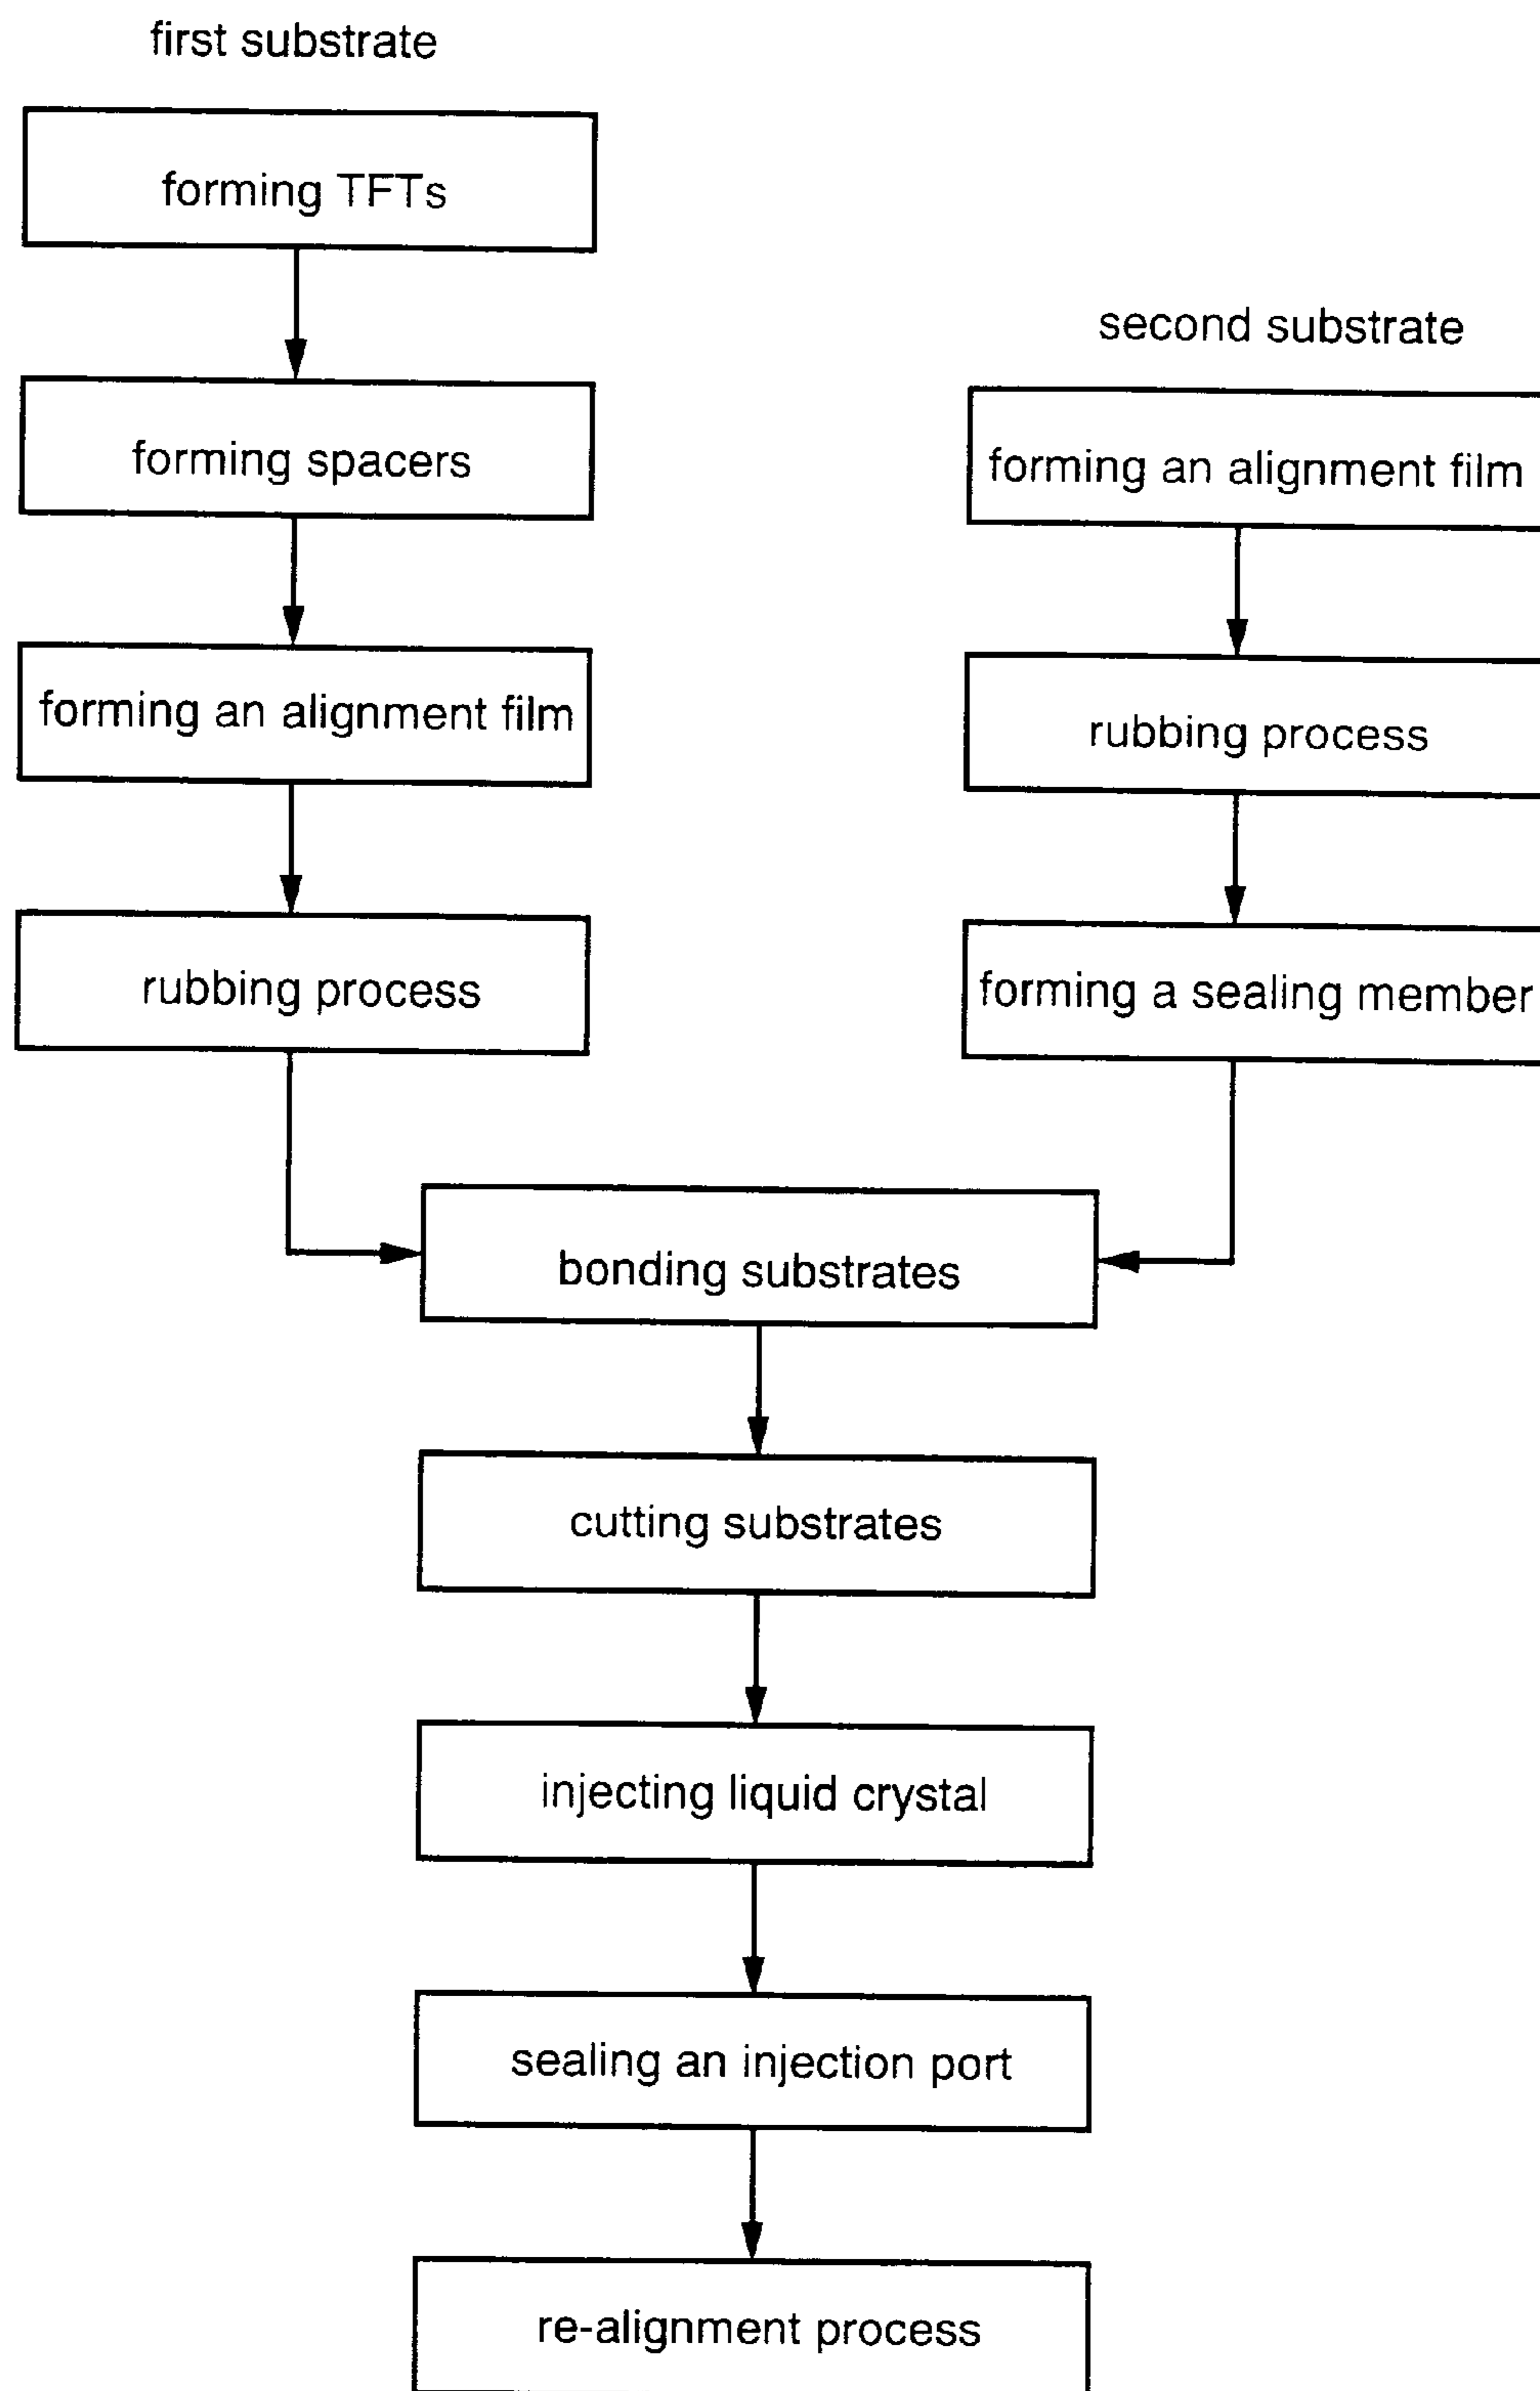 first substrate
forming TFTs
forming spacers
forming an alignment film
rubbing process
second substrate
forming an alignment film
rubbing process
forming a sealing member
bonding substrates
cutting substrates
injecting liquid crystal
sealing an injection port
re-alignment process